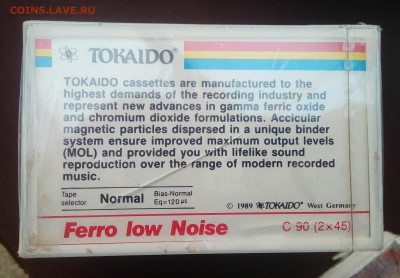 COINS.LAVE.RU
TOKAIDO®
TOKAIDO cassettes are manufactured to the
highest demands of the recording industry and
represent new advances in gamma ferric oxide
and chromium dioxide formulations. Accicular
magnetic particles dispersed in a unique binder
system ensure improved maximum output levels
(MOL) and provided you with lifelike sound
reproduction over the range of modern recorded
music.
Tape selector Normal Bias-Normal Eq=120 µs
© 1989 TOKAIDO® West Germany
Ferro low Noise C 90 (2×45)